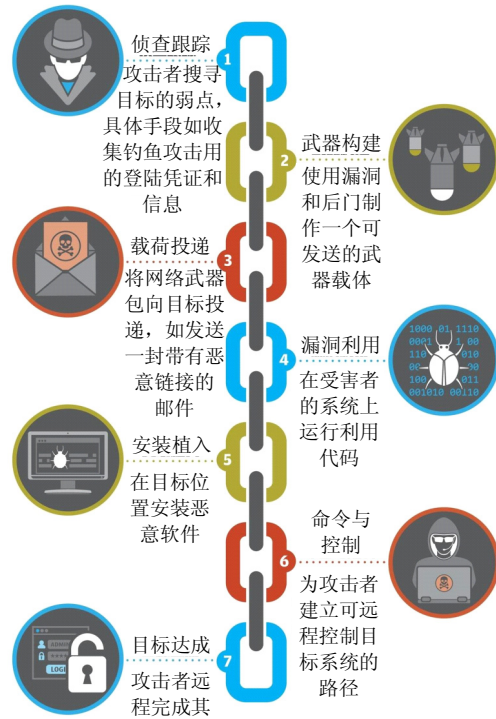 1
侦查跟踪
攻击者搜寻
目标的弱点，
具体手段如收
集钓鱼攻击用
的登陆凭证和
信息
2
武器构建
使用漏洞
和后门制
作一个可
发送的武
器载体
3
载荷投递
将网络武器
包向目标投
递，如发送
一封带有恶
意链接的
邮件
4
漏洞利用
在受害者
的系统上
运行利用
代码
1000 01 1110
001010 00110
5
安装植入
在目标位
置安装恶
意软件
6
命令与
控制
为攻击者
建立可远
程控制目
标系统的
路径
7
目标达成
攻击者远
程完成其